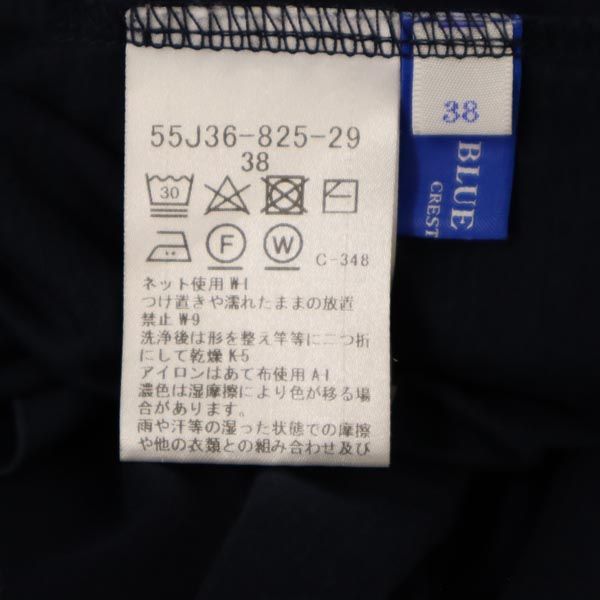 55J36-825-29
38
30
F
W
C-348
ネット使用 W-1
つけ置きや濡れたままの放置
禁止 W-9
洗浄後は形を整え竿等に二つ折
にして乾燥 K-5
アイロンはあて布使用 A-1
濃色は湿摩擦により色が移る場
合があります。
雨や汗等の湿った状態での摩擦
や他の衣類との組み合わせ及び
38
BLUE
CREST